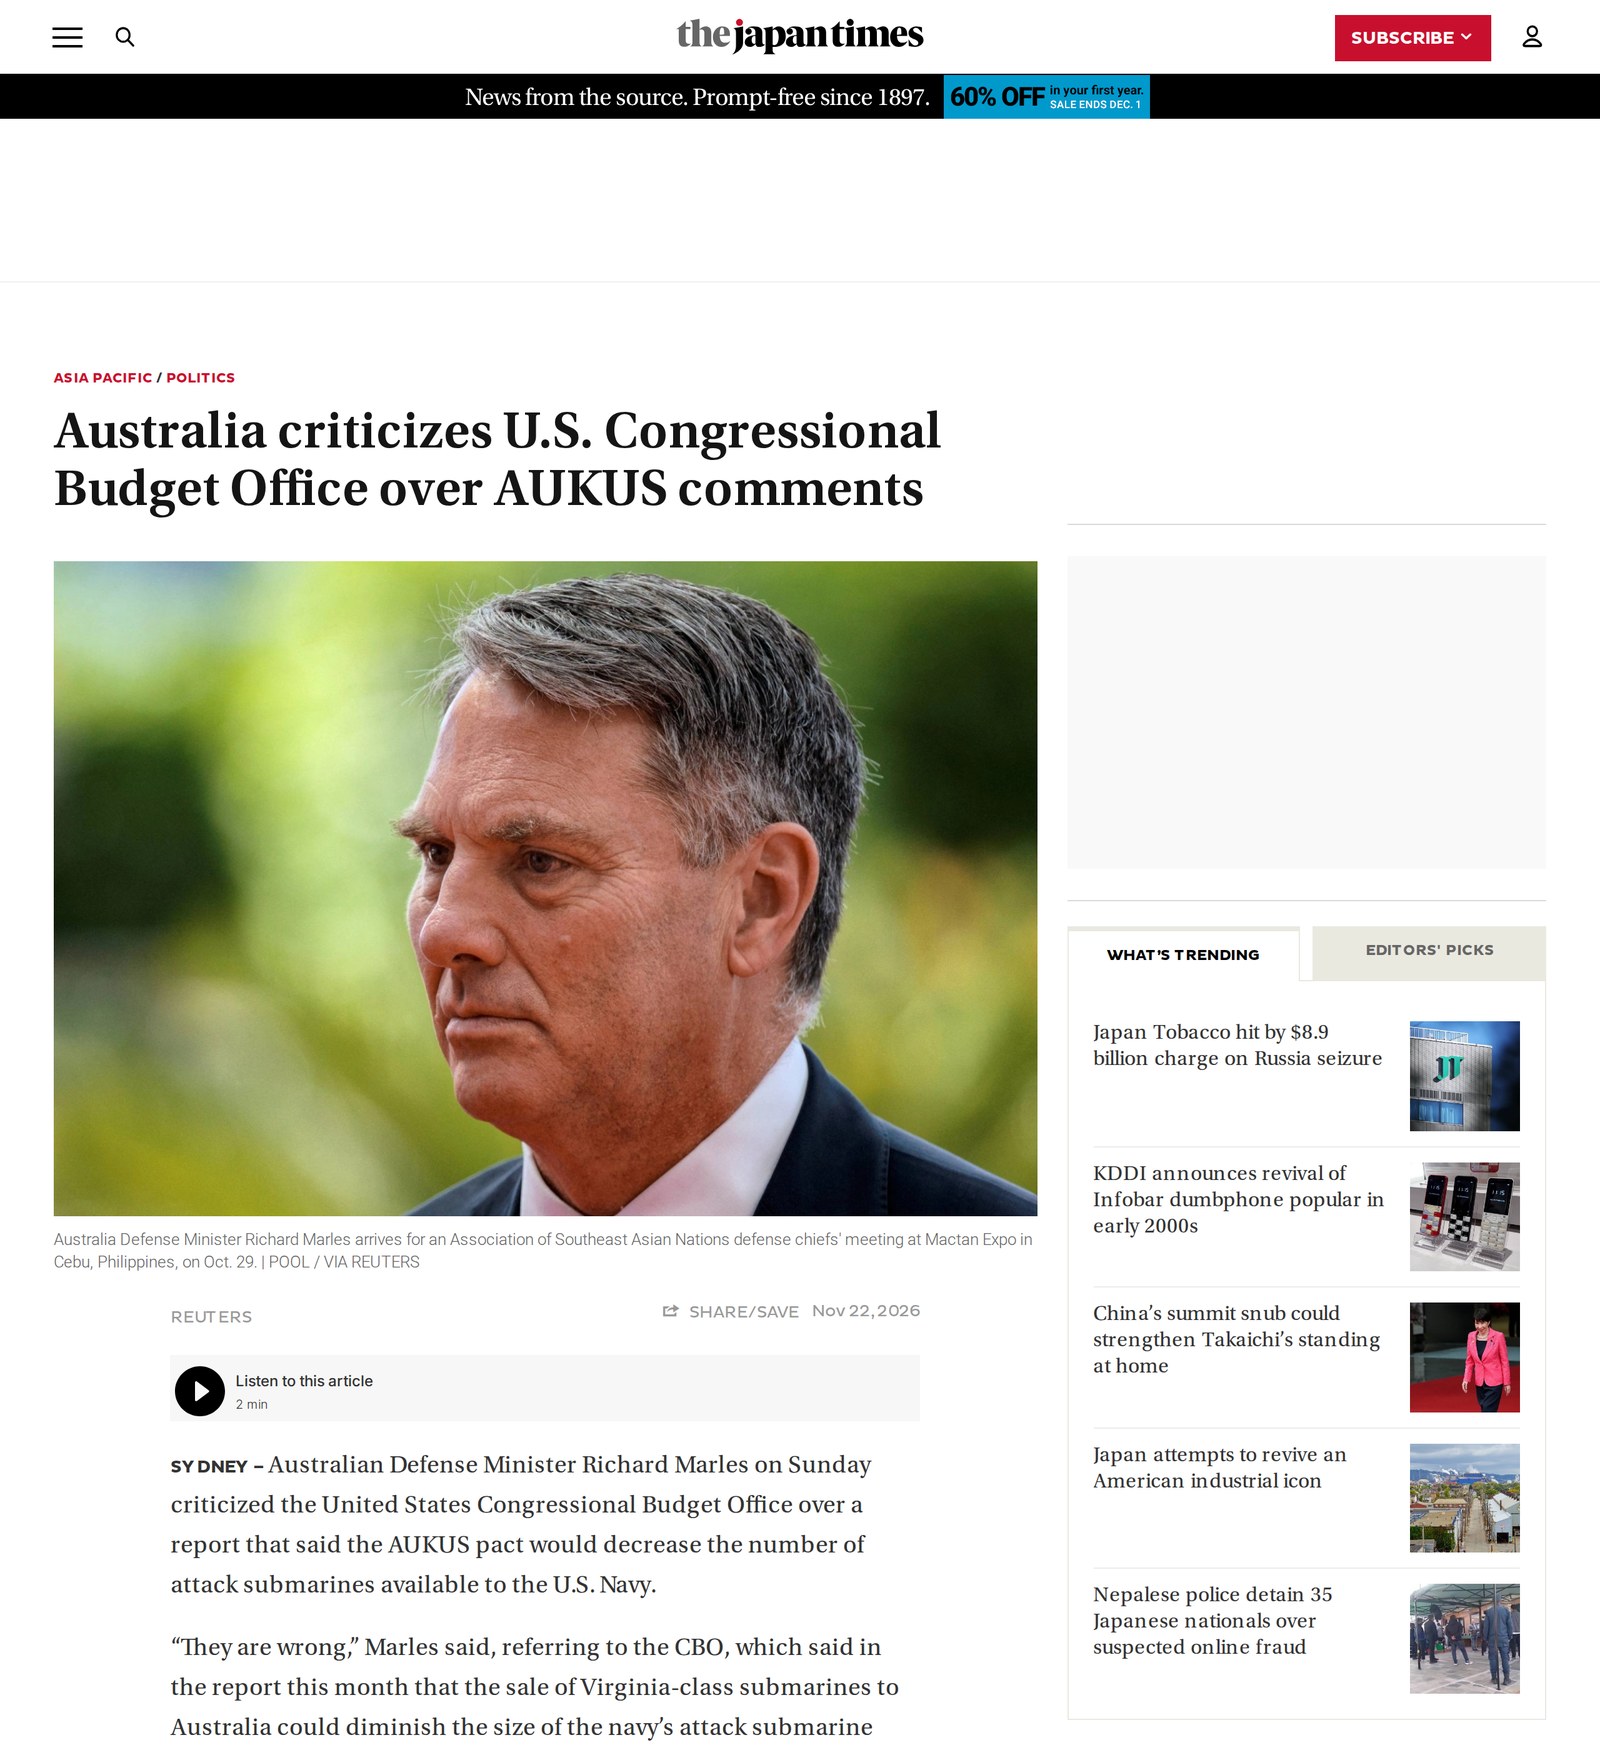 the japan times
SUBSCRIBE
News from the source. Prompt-free since 1897.
60% OFF
in your first year.
SALE ENDS DEC. 1
ASIA PACIFIC / POLITICS
Australia criticizes U.S. Congressional
Budget Office over AUKUS comments
Australia Defense Minister Richard Marles arrives for an Association of Southeast Asian Nations defense chiefs' meeting at Mactan Expo in
Cebu, Philippines, on Oct. 29. | POOL / VIA REUTERS
REUTERS
SHARE/SAVE
Nov 22, 2026
Listen to this article
2 min
SYDNEY – Australian Defense Minister Richard Marles on Sunday
criticized the United States Congressional Budget Office over a
report that said the AUKUS pact would decrease the number of
attack submarines available to the U.S. Navy.
“They are wrong,” Marles said, referring to the CBO, which said in
the report this month that the sale of Virginia-class submarines to
Australia could diminish the size of the navy’s attack submarine
WHAT’S TRENDING
EDITORS' PICKS
Japan Tobacco hit by $8.9
billion charge on Russia seizure
JT
KDDI announces revival of
Infobar dumbphone popular in
early 2000s
China’s summit snub could
strengthen Takaichi’s standing
at home
Japan attempts to revive an
American industrial icon
Nepalese police detain 35
Japanese nationals over
suspected online fraud